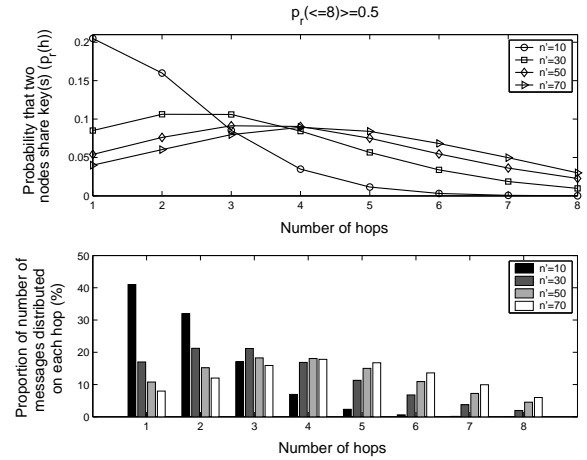 p_r(<=8)>=0.5
Probability that two
nodes share key(s) (p_r(h))
0.2
0.15
0.1
0.05
0
n'=10
n'=30
n'=50
n'=70
1 2 3 4 5 6 7 8
Number of hops
Proportion of number of
messages distributed
on each hop (%)
50
40
30
20
10
0
n'=10
n'=30
n'=50
n'=70
1 2 3 4 5 6 7 8
Number of hops